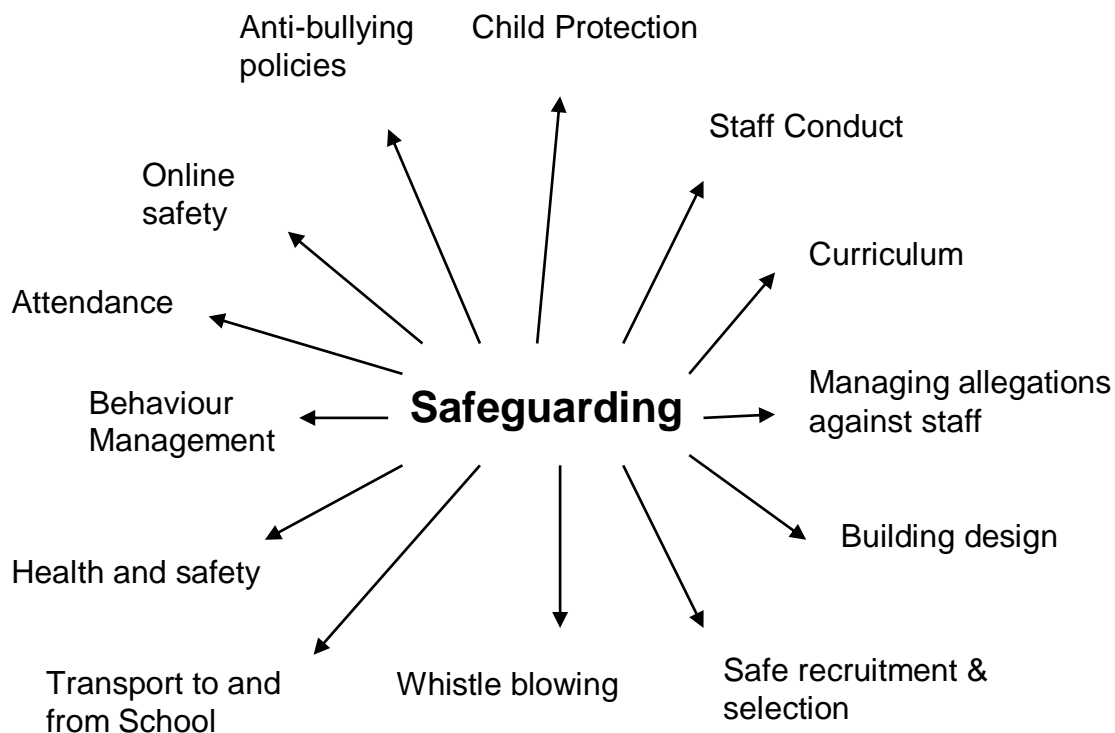 Anti-bullying
policies
Child Protection
Staff Conduct
Online
safety
Curriculum
Attendance
Managing allegations
against staff
Behaviour
Management
Safeguarding
Building design
Health and safety
Transport to and
from School
Whistle blowing
Safe recruitment &
selection